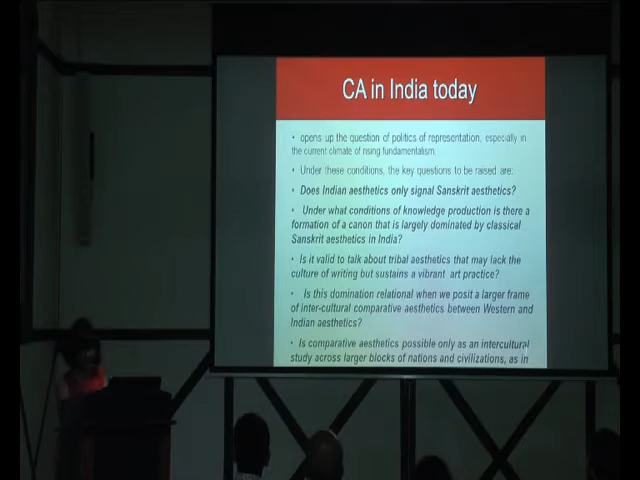 CA in India today
• opens up the question of politics of representation, especially in
the current climate of rising fundamentalism.
• Under these conditions, the key questions to be raised are:
• Does Indian aesthetics only signal Sanskrit aesthetics?
• Under what conditions of knowledge production is there a
formation of a canon that is largely dominated by classical
Sanskrit aesthetics in India?
• Is it valid to talk about tribal aesthetics that may lack the
culture of writing but sustains a vibrant art practice?
• Is this domination relational when we posit a larger frame
of inter-cultural comparative aesthetics between Western and
Indian aesthetics?
• Is comparative aesthetics possible only as an intercultural
study across larger blocks of nations and civilizations, as in